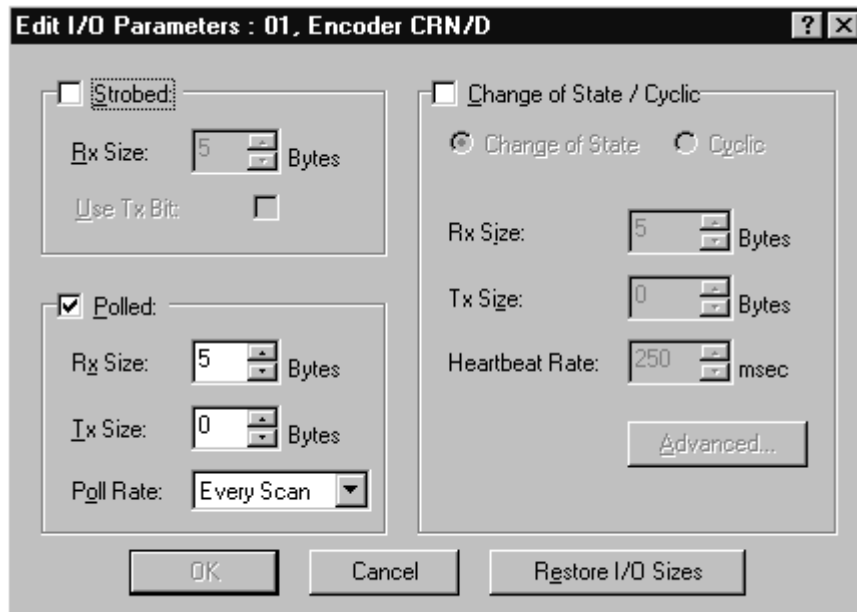 Edit I/O Parameters : 01, Encoder CRN/D
Strobed:
Rx Size: 5 Bytes
Use Tx Bit:
Polled:
Rx Size: 5 Bytes
Tx Size: 0 Bytes
Poll Rate: Every Scan
Change of State / Cyclic
Change of State Cyclic
Rx Size: 5 Bytes
Tx Size: 0 Bytes
Heartbeat Rate: 250 msec
Advanced...
OK Cancel Restore I/O Sizes